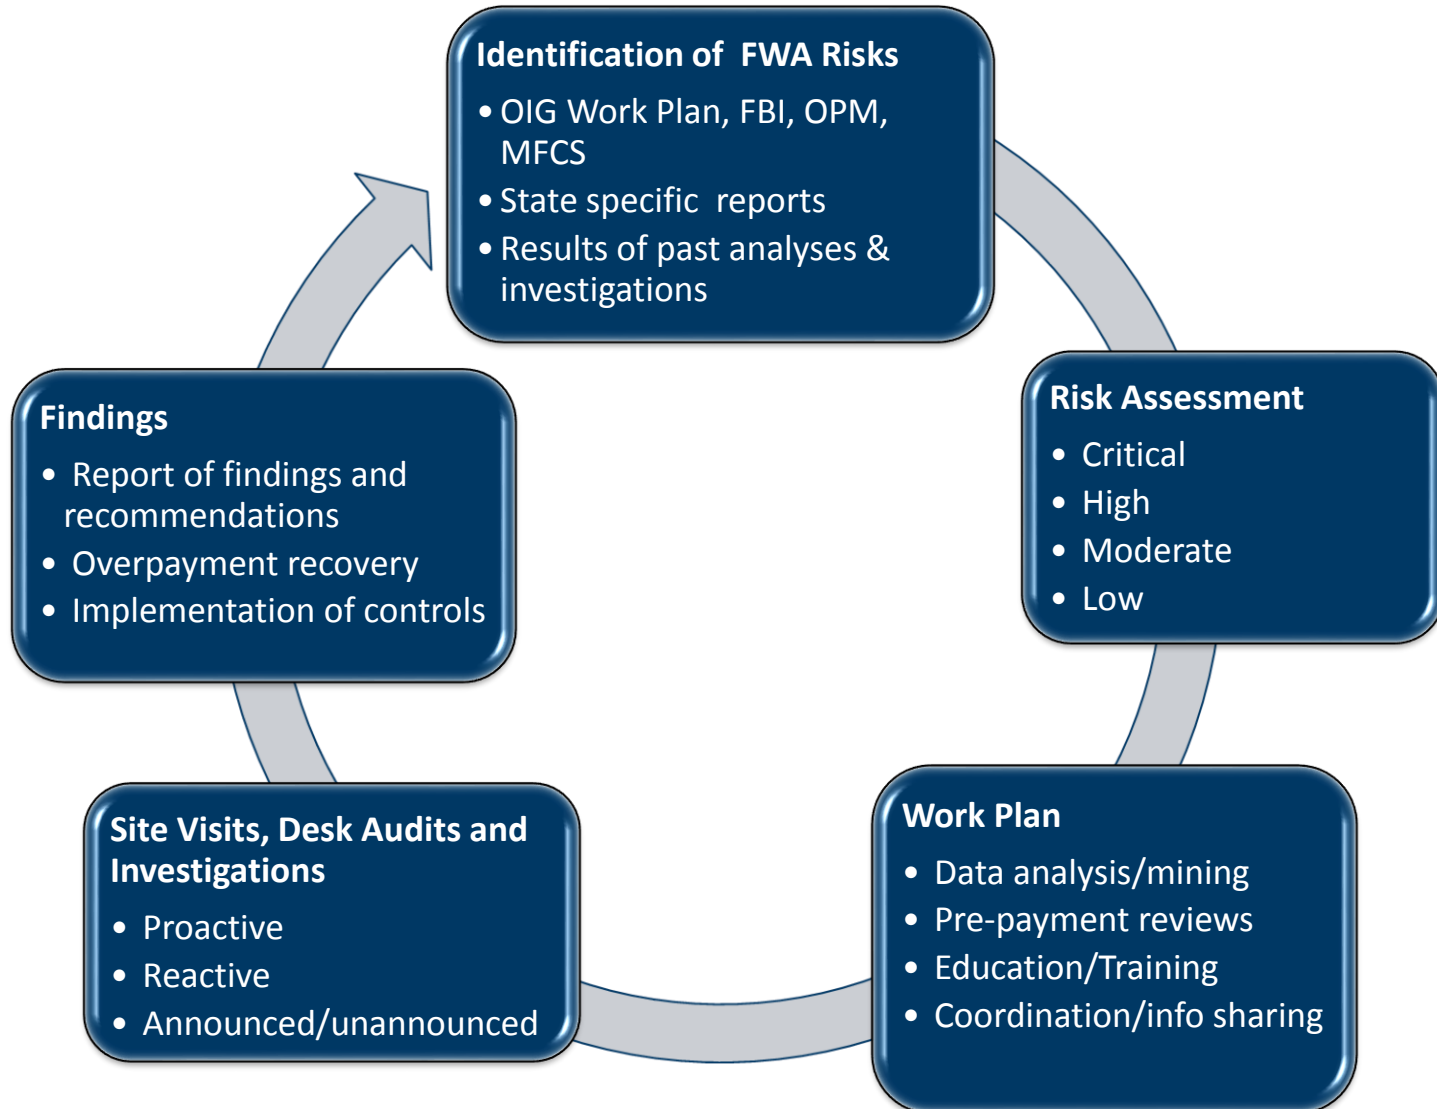 Identification of  FWA Risks
• OIG Work Plan, FBI, OPM,
MFCS
• State specific  reports
• Results of past analyses &
investigations
Risk Assessment
• Critical
• High
• Moderate
• Low
Work Plan
• Data analysis/mining
• Pre-payment reviews
• Education/Training
• Coordination/info sharing
Site Visits, Desk Audits and
Investigations
• Proactive
• Reactive
• Announced/unannounced
Findings
• Report of findings and
recommendations
• Overpayment recovery
• Implementation of controls